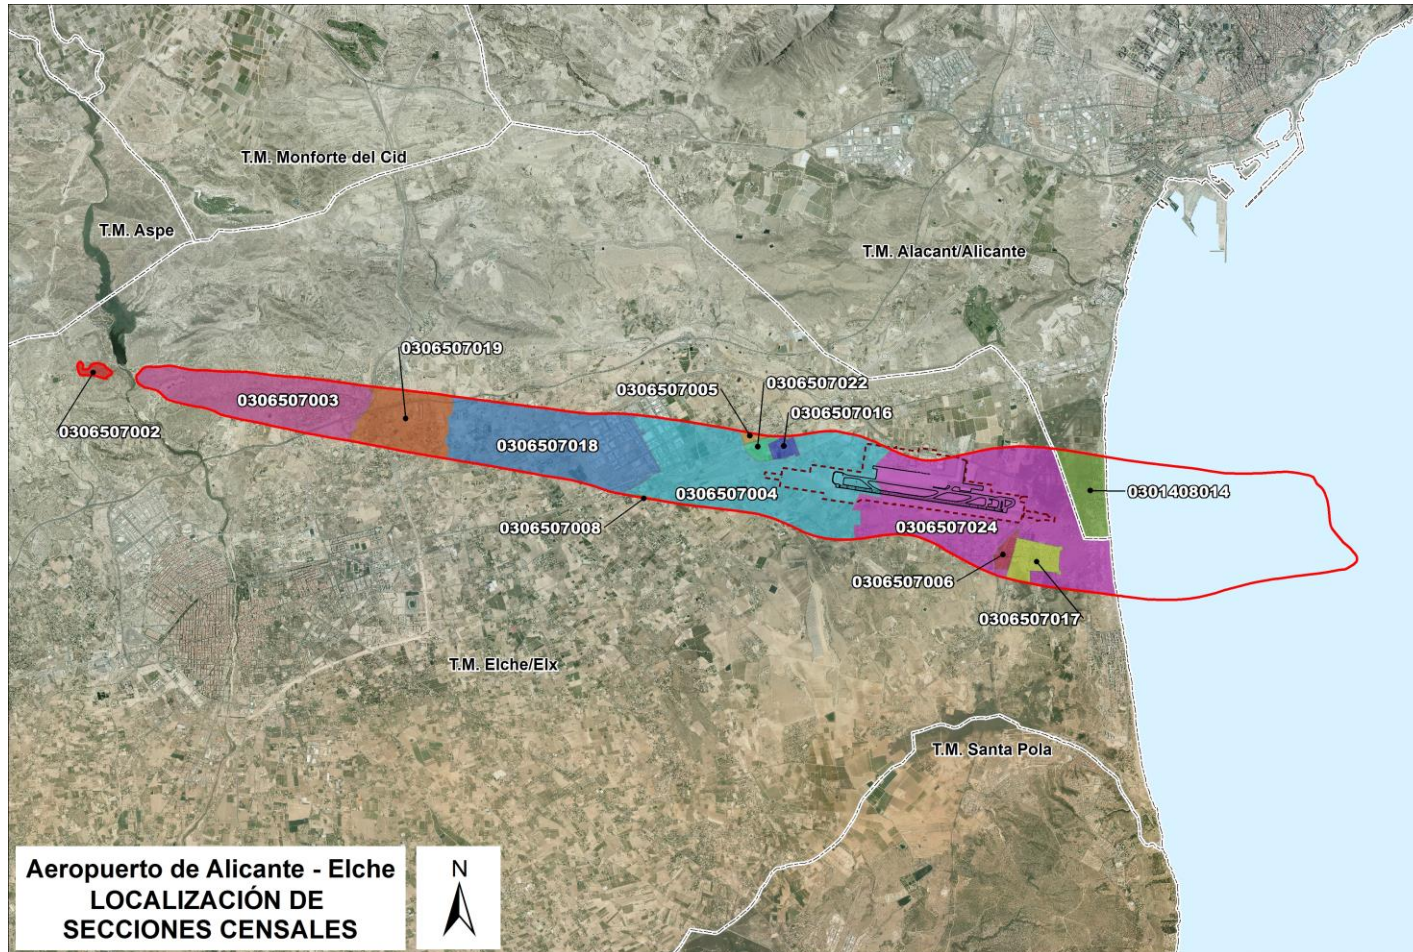 T.M. Monforte del Cid
T.M. Aspe
T.M. Alacant/Alicante
0306507019
0306507005
0306507022
0306507016
0306507003
0306507002
0306507018
0306507004
0301408014
0306507008
0306507024
0306507006
0306507017
T.M. Elche/Elx
T.M. Santa Pola
Aeropuerto de Alicante - Elche
LOCALIZACIÓN DE
SECCIONES CENSALES
N